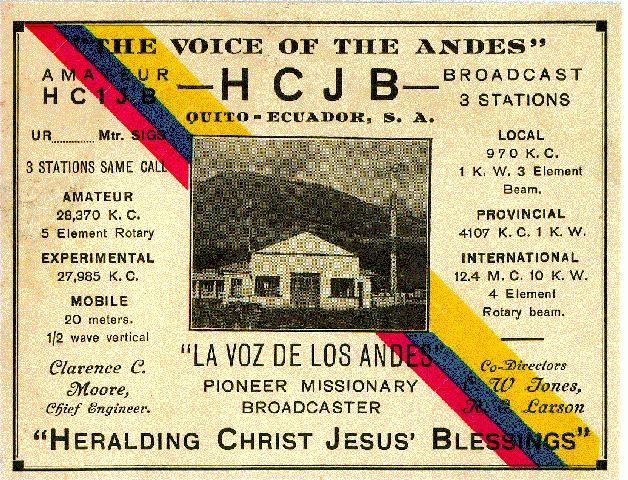 "THE VOICE OF THE ANDES"
AMATEUR
HC1JB
—HCJB—
BROADCAST
3 STATIONS
QUITO-ECUADOR, S. A.
UR........... Mtr. SIGS
3 STATIONS SAME CALL
AMATEUR
28,370 K. C.
5 Element Rotary
EXPERIMENTAL
27,985 K. C.
MOBILE
20 meters.
1/2 wave vertical
Clarence C.
Moore,
Chief Engineer.
LOCAL
970 K. C.
1 K. W. 3 Element
Beam.
PROVINCIAL
4107 K. C. 1 K. W.
INTERNATIONAL
12.4 M. C. 10 K. W.
4 Element
Rotary beam.
Co-Directors
W Jones,
Larson
"LA VOZ DE LOS ANDES"
PIONEER MISSIONARY
BROADCASTER
"HERALDING CHRIST JESUS' BLESSINGS"